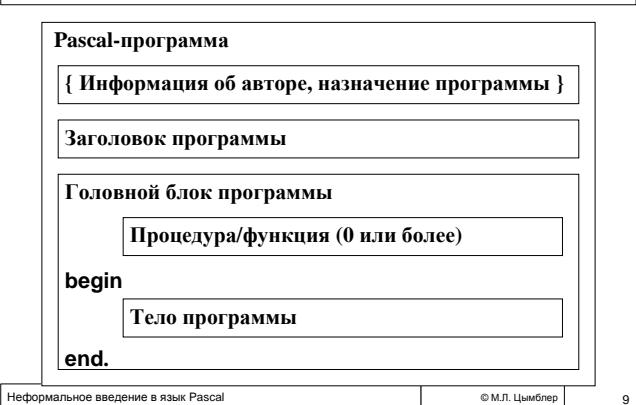 Pascal-программа
{ Информация об авторе, назначение программы }
Заголовок программы
Головной блок программы
Процедура/функция (0 или более)
begin
Тело программы
end.
Неформальное введение в язык Pascal
© М.Л. Цымблер
9